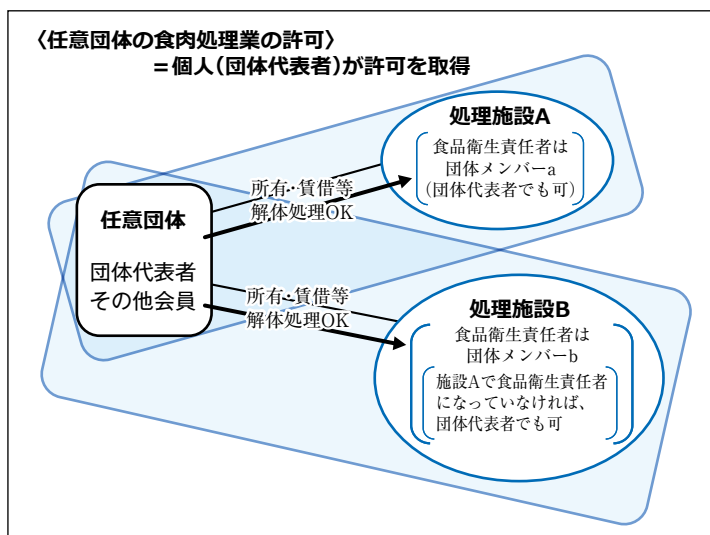 〈任意団体の食肉処理業の許可〉
＝個人（団体代表者）が許可を取得
処理施設A
食品衛生責任者は
団体メンバーa
（団体代表者でも可）
所有・賃借等
解体処理OK
任意団体
団体代表者
その他会員
所有・賃借等
解体処理OK
処理施設B
食品衛生責任者は
団体メンバーb
施設Aで食品衛生責任者
になっていなければ、
団体代表者でも可